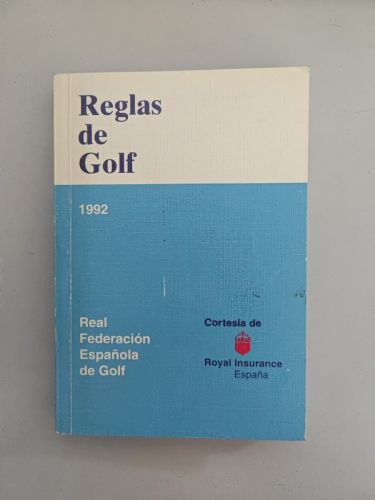 Reglas
de
Golf
1992
Real
Federación
Española
de Golf
Cortesía de
Royal Insurance
España